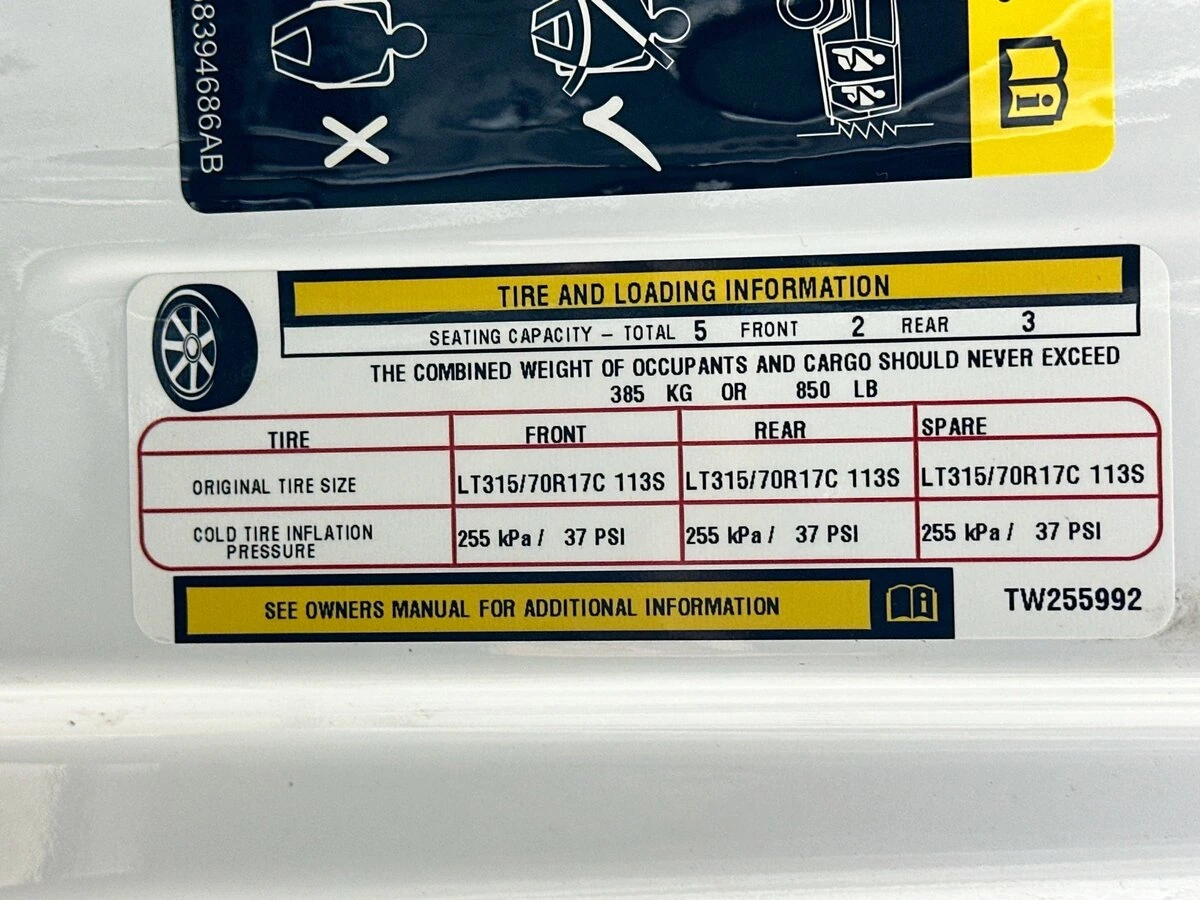 8394686AB
TIRE AND LOADING INFORMATION
SEATING CAPACITY – TOTAL 5 FRONT 2 REAR 3
THE COMBINED WEIGHT OF OCCUPANTS AND CARGO SHOULD NEVER EXCEED
385 KG OR 850 LB
TIRE FRONT REAR SPARE
ORIGINAL TIRE SIZE LT315/70R17C 113S LT315/70R17C 113S LT315/70R17C 113S
COLD TIRE INFLATION
PRESSURE 255 kPa / 37 PSI 255 kPa / 37 PSI 255 kPa / 37 PSI
SEE OWNERS MANUAL FOR ADDITIONAL INFORMATION
TW255992